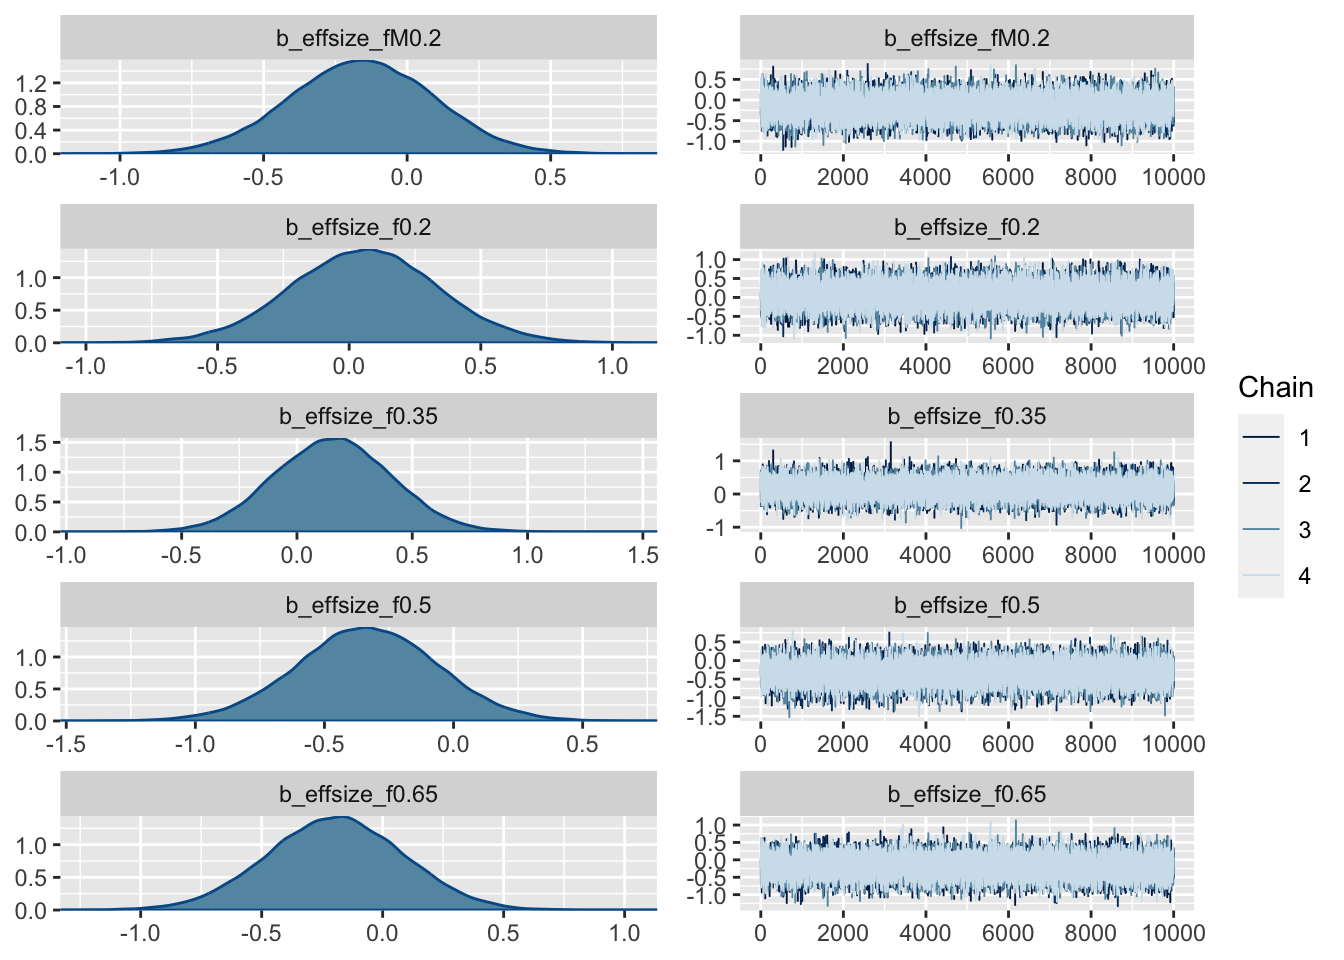 b_effsize_fM0.2
1.2
0.8
0.4
0.0
-1.0 -0.5 0.0 0.5
b_effsize_fM0.2
0.5
0.0
-0.5
-1.0
0 2000 4000 6000 8000 10000
b_effsize_f0.2
1.0
0.5
0.0
-1.0 -0.5 0.0 0.5 1.0
b_effsize_f0.2
1.0
0.5
0.0
-0.5
-1.0
0 2000 4000 6000 8000 10000
b_effsize_f0.35
1.5
1.0
0.5
0.0
-1.0 -0.5 0.0 0.5 1.0 1.5
b_effsize_f0.35
1
0
-1
0 2000 4000 6000 8000 10000
b_effsize_f0.5
1.0
0.5
0.0
-1.5 -1.0 -0.5 0.0 0.5
b_effsize_f0.5
0.5
0.0
-0.5
-1.0
-1.5
0 2000 4000 6000 8000 10000
b_effsize_f0.65
1.0
0.5
0.0
-1.0 -0.5 0.0 0.5 1.0
b_effsize_f0.65
1.0
0.5
0.0
-0.5
-1.0
0 2000 4000 6000 8000 10000
Chain
1
2
3
4